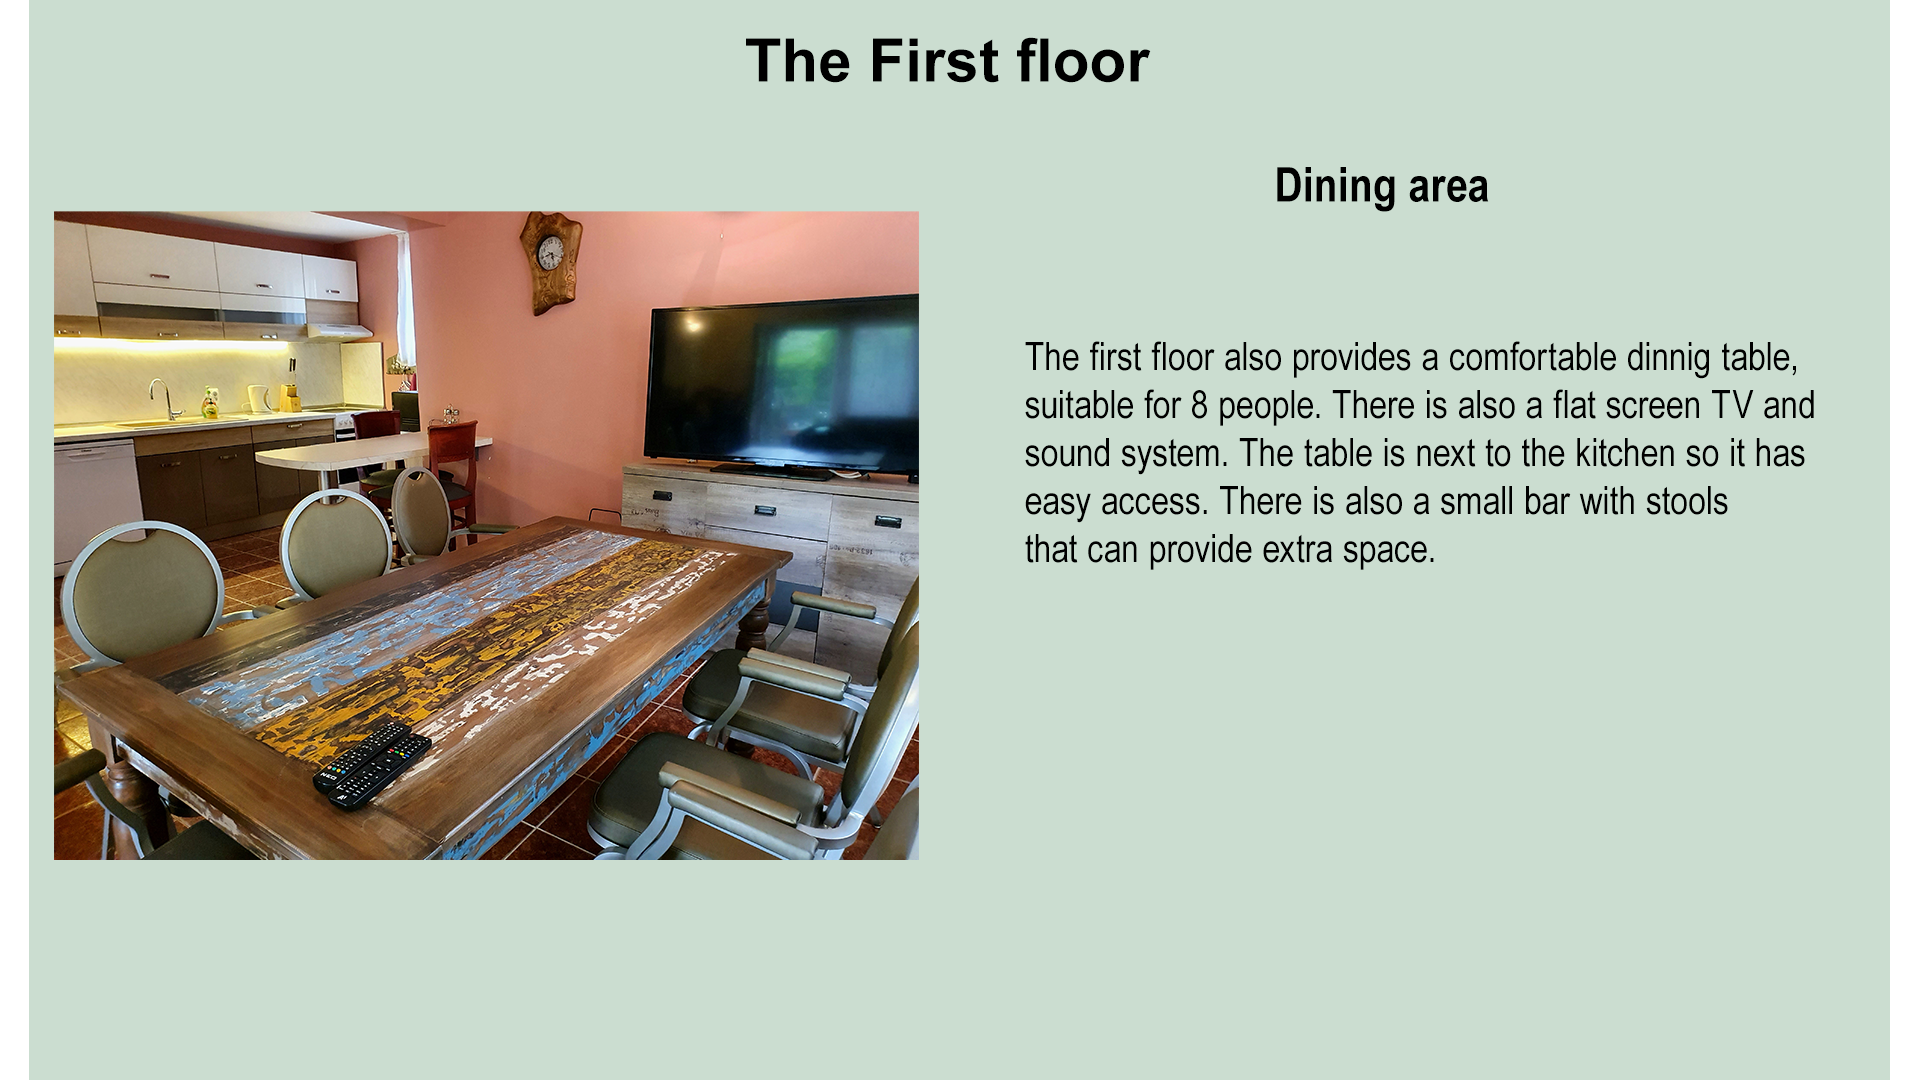 The First floor
Dining area
The first floor also provides a comfortable dinnig table,
suitable for 8 people. There is also a flat screen TV and
sound system. The table is next to the kitchen so it has
easy access. There is also a small bar with stools
that can provide extra space.